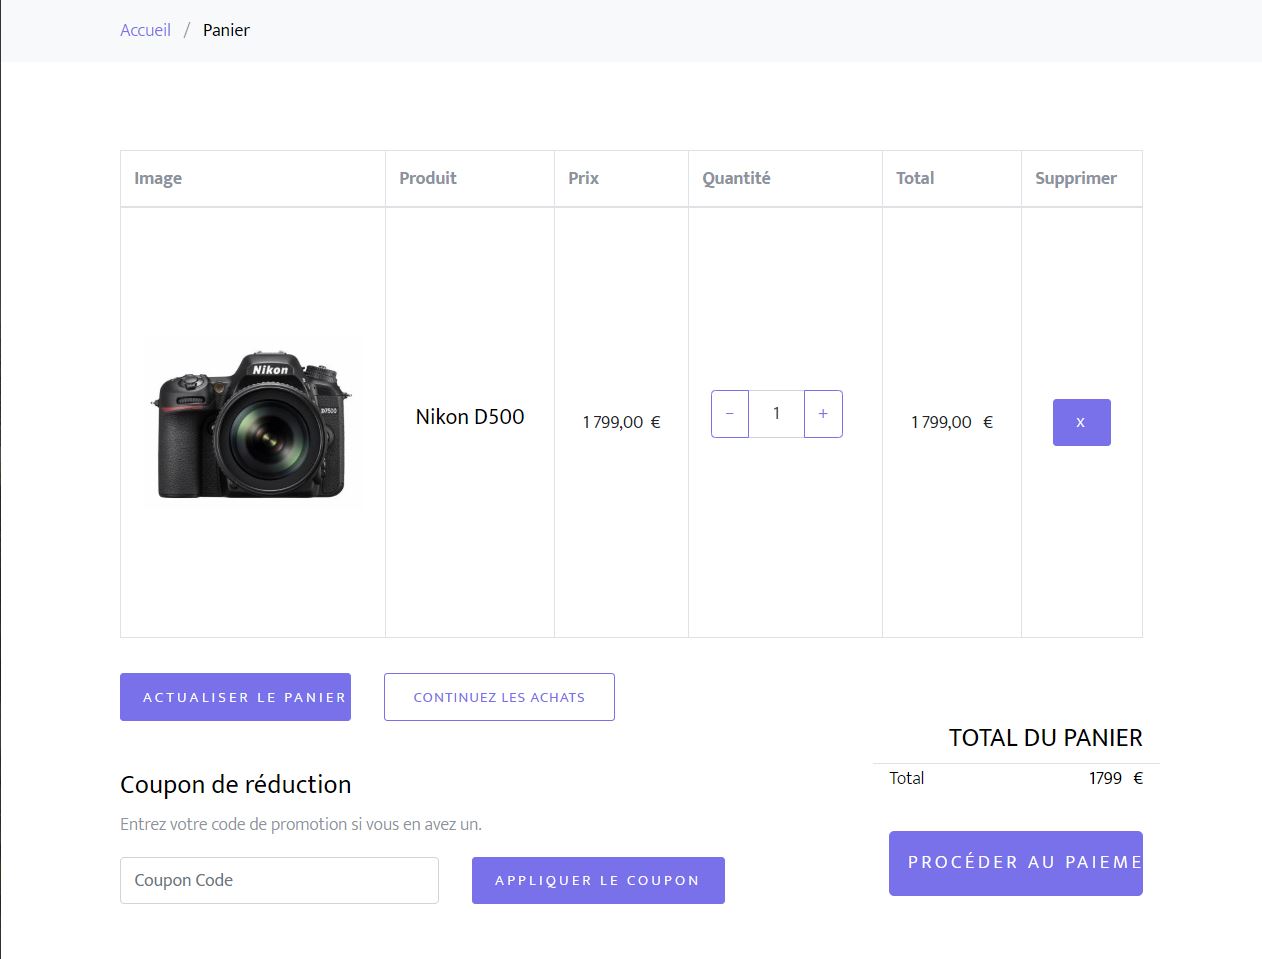 Accueil / Panier
Image Produit Prix Quantité Total Supprimer
Nikon
D7500
Nikon D500 1 799,00 € − 1 + 1 799,00 € x
ACTUALISER LE PANIER CONTINUEZ LES ACHATS
TOTAL DU PANIER
Total 1799 €
Coupon de réduction
Entrez votre code de promotion si vous en avez un.
PROCÉDER AU PAIEME
Coupon Code APPLIQUER LE COUPON